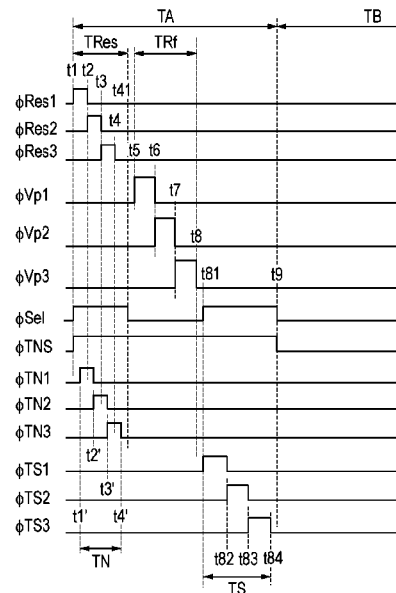 TA TB
TRes TRf
t1 t2
t3
t41
ϕRes1
ϕRes2 t4
ϕRes3 t5 t6
ϕVp1 t7
ϕVp2 t8
ϕVp3 t81 t9
ϕSel
ϕTNS
ϕTN1
ϕTN2
ϕTN3
t2'
ϕTS1
t3'
ϕTS2
t1' t4'
ϕTS3
t82 t83 t84
TN TS